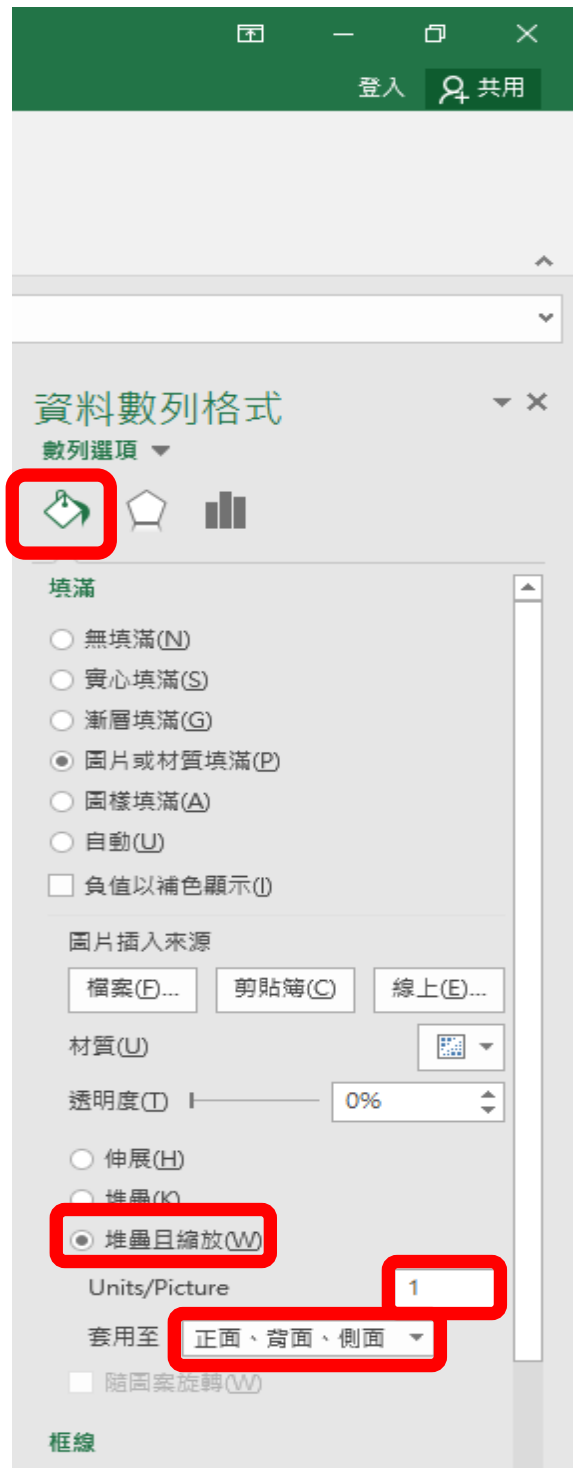 登入 共用
資料數列格式
數列選項
填滿
無填滿(N)
實心填滿(S)
漸層填滿(G)
圖片或材質填滿(P)
圖樣填滿(A)
自動(U)
負值以補色顯示(I)
圖片插入來源
檔案(F)... 剪貼簿(C) 線上(E)...
材質(U)
透明度(T) 0%
伸展(H)
堆疊(K)
堆疊且縮放(W)
Units/Picture 1
套用至 正面、背面、側面
隨圖案旋轉(W)
框線